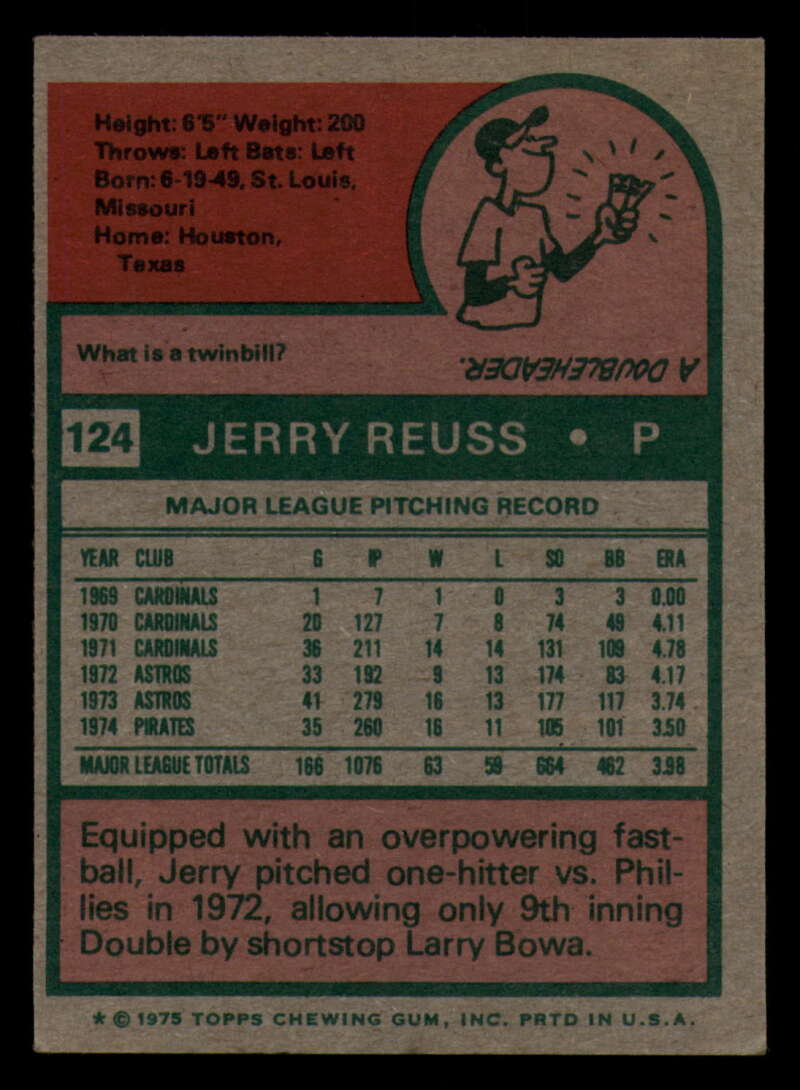 Height: 6'5" Weight: 200
Throws: Left Bats: Left
Born: 6-19-49, St. Louis,
Missouri
Home: Houston,
Texas
What is a twinbill?
A DOUBLEHEADER.
124 JERRY REUSS • P
MAJOR LEAGUE PITCHING RECORD
YEAR CLUB G IP W L SO BB ERA
1969 CARDINALS 1 7 1 0 3 3 0.00
1970 CARDINALS 20 127 7 8 74 49 4.11
1971 CARDINALS 36 211 14 14 131 109 4.78
1972 ASTROS 33 192 9 13 174 83 4.17
1973 ASTROS 41 279 16 13 177 117 3.74
1974 PIRATES 35 260 16 11 105 101 3.50
MAJOR LEAGUE TOTALS 166 1076 63 59 664 462 3.98
Equipped with an overpowering fast-
ball, Jerry pitched one-hitter vs. Phil-
lies in 1972, allowing only 9th inning
Double by shortstop Larry Bowa.
* © 1975 TOPPS CHEWING GUM, INC. PRTD IN U.S.A.